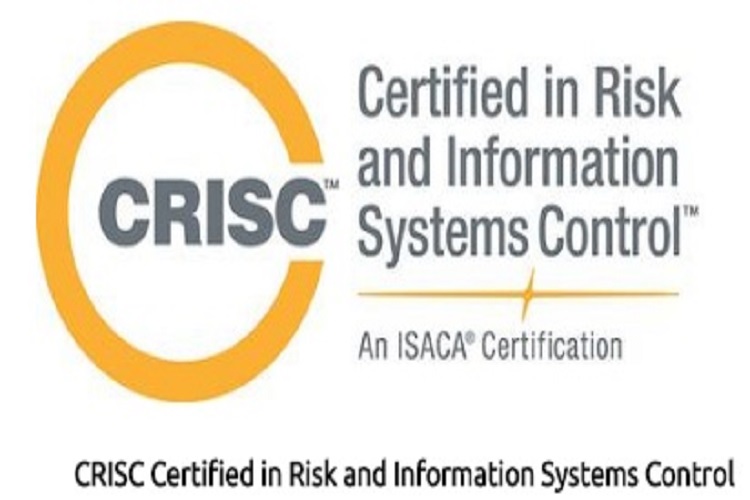 CRISC™
Certified in Risk
and Information
Systems Control™
An ISACA® Certification
CRISC Certified in Risk and Information Systems Control